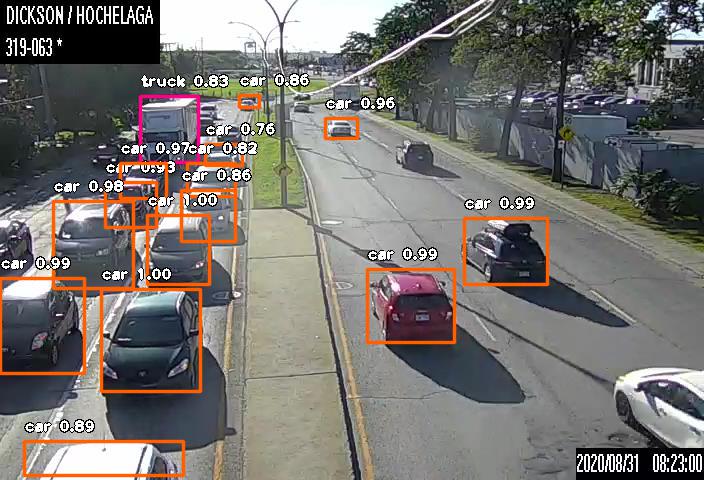 DICKSON / HOCHELAGA
319-063 *
truck 0.83
car 0.86
car 0.96
car 0.76
car 0.97
car 0.82
car 0.93
car 0.86
car 0.98
car 1.00
car 0.99
car 0.99
car 0.99
car 1.00
car 0.89
2020/08/31 08:23:00